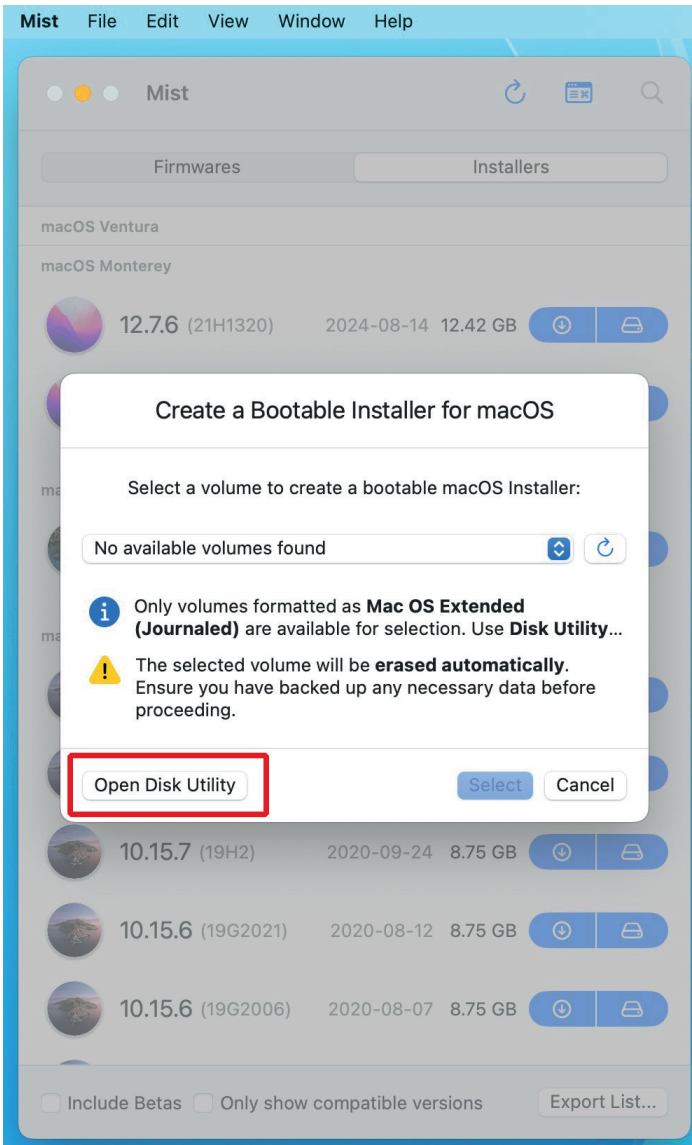 Mist File Edit View Window Help
Mist
Firmwares Installers
macOS Ventura
macOS Monterey
12.7.6 (21H1320) 2024-08-14 12.42 GB
Create a Bootable Installer for macOS
Select a volume to create a bootable macOS Installer:
No available volumes found
Only volumes formatted as Mac OS Extended
(Journaled) are available for selection. Use Disk Utility...
The selected volume will be erased automatically.
Ensure you have backed up any necessary data before
proceeding.
Open Disk Utility Select Cancel
10.15.7 (19H2) 2020-09-24 8.75 GB
10.15.6 (19G2021) 2020-08-12 8.75 GB
10.15.6 (19G2006) 2020-08-07 8.75 GB
Include Betas Only show compatible versions Export List...